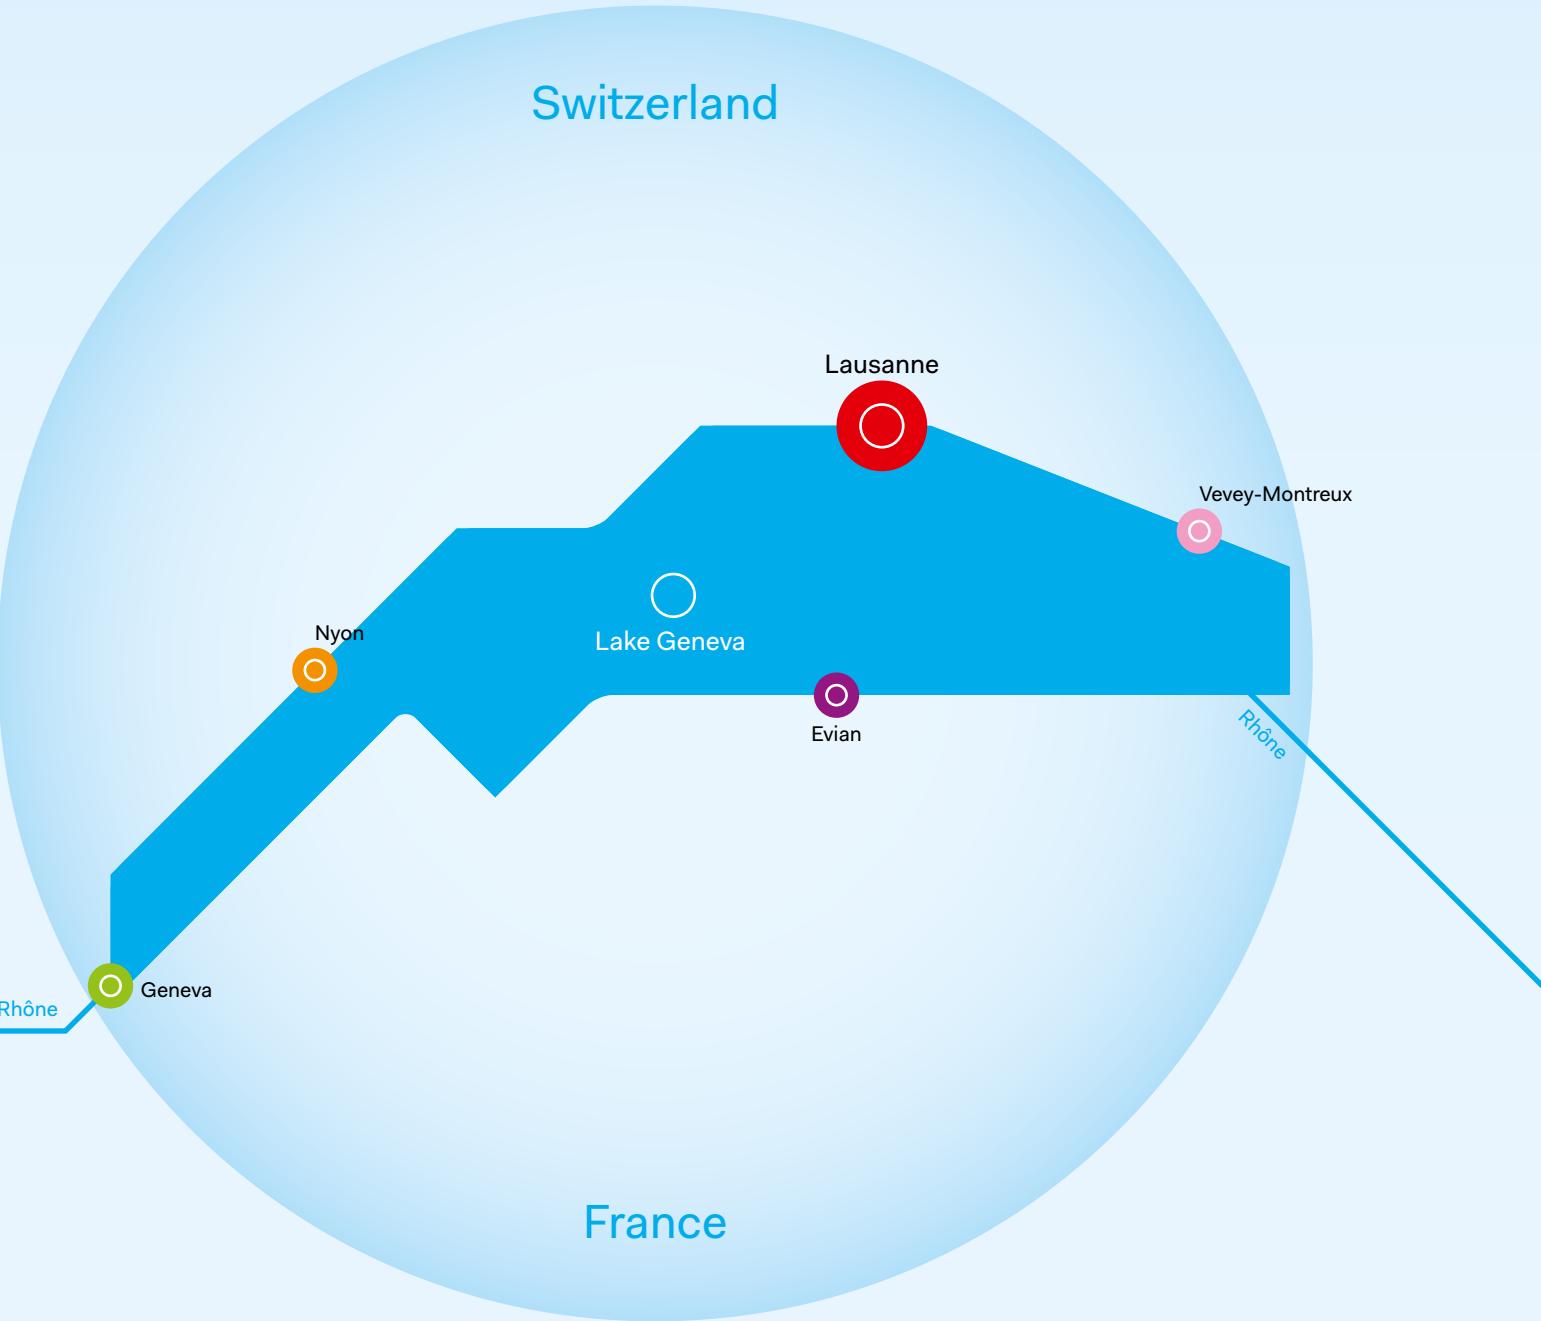 Switzerland
Lausanne
Vevey-Montreux
Nyon
Lake Geneva
Evian
Rhône
Geneva
Rhône
France